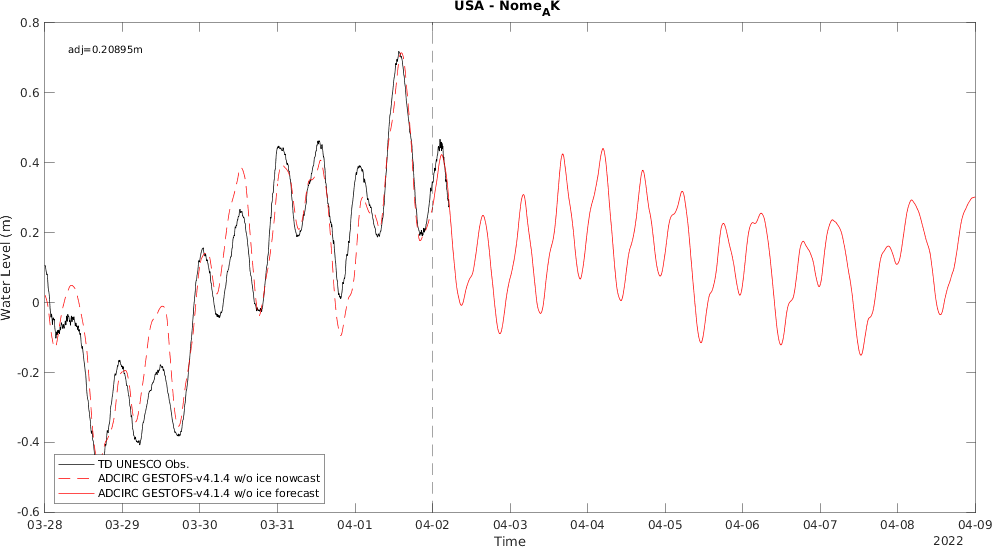 USA - Nome_AK
adj=0.20895m
Water Level (m)
0.8
0.6
0.4
0.2
0
-0.2
-0.4
-0.6
TD UNESCO Obs.
ADCIRC GESTOFS-v4.1.4 w/o ice nowcast
ADCIRC GESTOFS-v4.1.4 w/o ice forecast
03-28 03-29 03-30 03-31 04-01 04-02 04-03 04-04 04-05 04-06 04-07 04-08 04-09
Time
2022